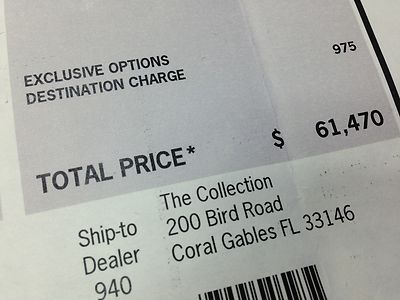 EXCLUSIVE OPTIONS
DESTINATION CHARGE 975
TOTAL PRICE* $ 61,470
Ship-to The Collection
Dealer 200 Bird Road
940 Coral Gables FL 33146